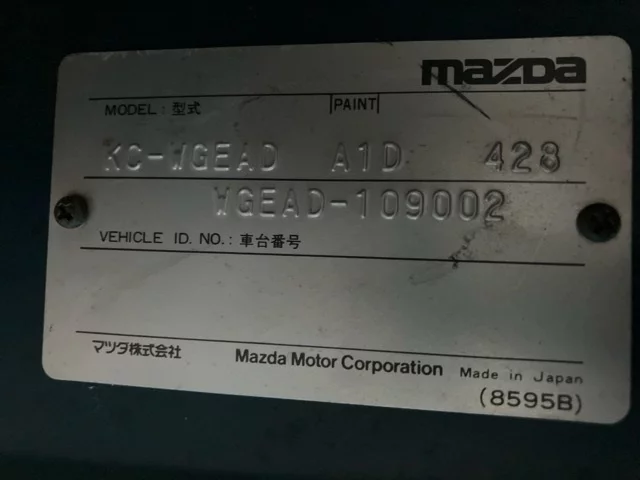 mazda
MODEL : 型式 PAINT
KC-WGEAD A1D 428
WGEAD-109002
VEHICLE ID. NO. : 車台番号
マツダ株式会社 Mazda Motor Corporation Made in Japan
(8595B)